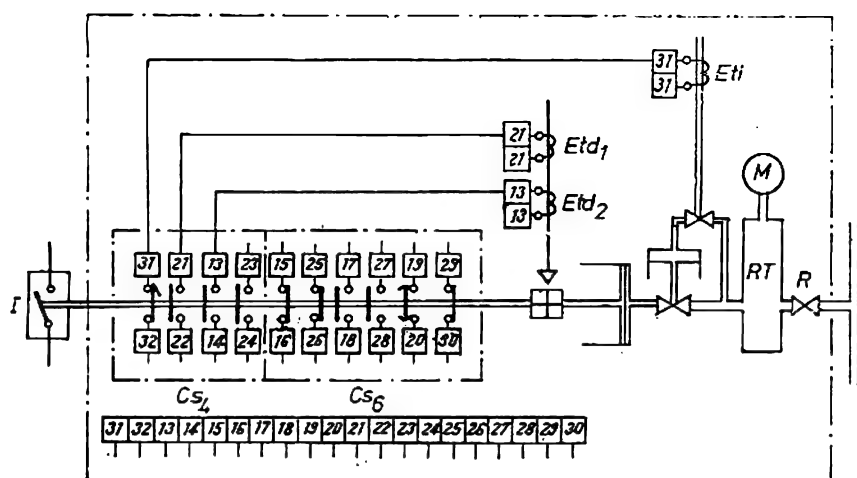 31 Eti
31
21 Etd1
21
13 Etd2
13
M
31 21 13 23 15 25 17 27 19 29
RT R
I
32 22 14 24 16 26 18 28 20 30
Cs4 Cs6
31 32 13 14 15 16 17 18 19 20 21 22 23 24 25 26 27 28 29 30